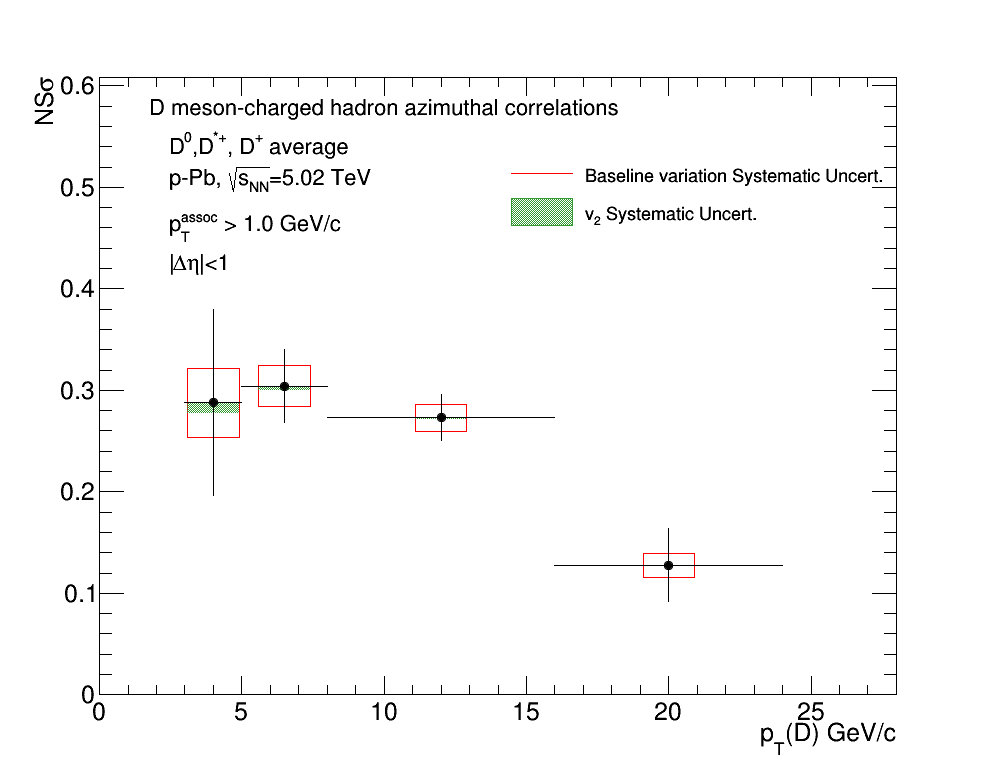 NSσ
0.6
0.5
0.4
0.3
0.2
0.1
0
D meson-charged hadron azimuthal correlations
D⁰,D*⁺, D⁺ average
p-Pb, √s_NN=5.02 TeV
p_T^assoc > 1.0 GeV/c
|Δη|<1
Baseline variation Systematic Uncert.
v₂ Systematic Uncert.
0 5 10 15 20 25
p_T(D) GeV/c